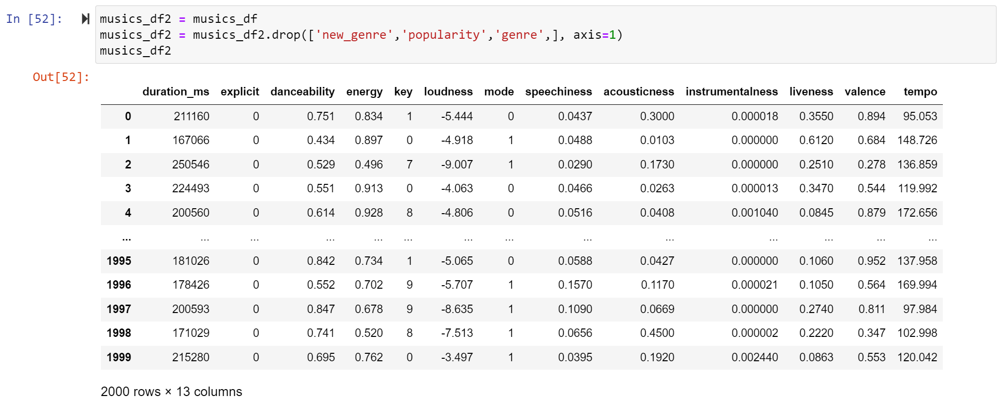 In [52]: musics_df2 = musics_df
musics_df2 = musics_df2.drop(['new_genre','popularity','genre',], axis=1)
musics_df2
Out[52]:
duration_ms explicit danceability energy key loudness mode speechiness acousticness instrumentalness liveness valence tempo
0 211160 0 0.751 0.834 1 -5.444 0 0.0437 0.3000 0.000018 0.3550 0.894 95.053
1 167066 0 0.434 0.897 0 -4.918 1 0.0488 0.0103 0.000000 0.6120 0.684 148.726
2 250546 0 0.529 0.496 7 -9.007 1 0.0290 0.1730 0.000000 0.2510 0.278 136.859
3 224493 0 0.551 0.913 0 -4.063 0 0.0466 0.0263 0.000013 0.3470 0.544 119.992
4 200560 0 0.614 0.928 8 -4.806 0 0.0516 0.0408 0.001040 0.0845 0.879 172.656
... ... ... ... ... ... ... ... ... ... ... ... ... ...
1995 181026 0 0.842 0.734 1 -5.065 0 0.0588 0.0427 0.000000 0.1060 0.952 137.958
1996 178426 0 0.552 0.702 9 -5.707 1 0.1570 0.1170 0.000021 0.1050 0.564 169.994
1997 200593 0 0.847 0.678 9 -8.635 1 0.1090 0.0669 0.000000 0.2740 0.811 97.984
1998 171029 0 0.741 0.520 8 -7.513 1 0.0656 0.4500 0.000002 0.2220 0.347 102.998
1999 215280 0 0.695 0.762 0 -3.497 1 0.0395 0.1920 0.002440 0.0863 0.553 120.042
2000 rows × 13 columns